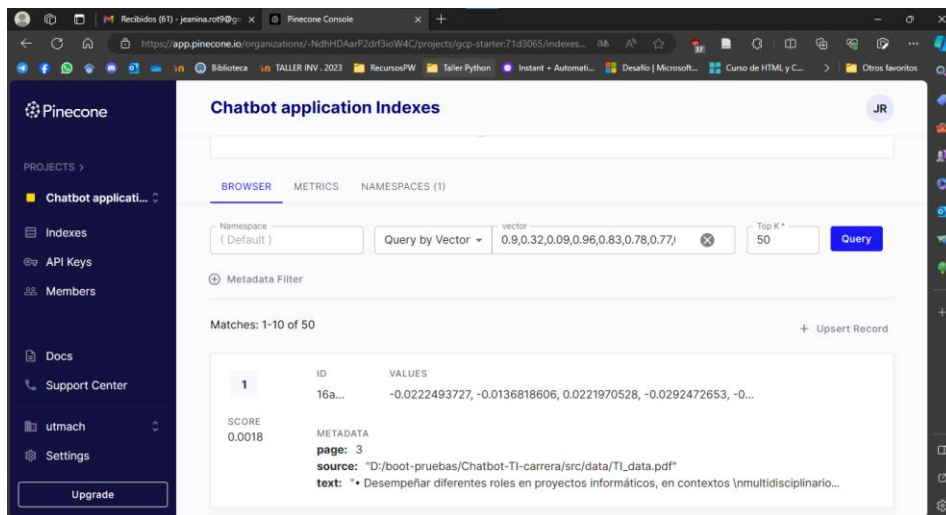 Recibidos (61) - jeanina.rot9@g
Pinecone Console
https://app.pinecone.io/organizations/-NdhHDAarP2drf3ioW4C/projects/gcp-starter:71d3065/indexes...
Biblioteca
TALLER INV . 2023
RecursosPW
Taller Python
Instant + Automati...
Desafío | Microsoft...
Curso de HTML y C...
Otros favoritos
Pinecone
Chatbot application Indexes
JR
PROJECTS >
Chatbot applicati...
Indexes
API Keys
Members
Docs
Support Center
utmach
Settings
Upgrade
BROWSER METRICS NAMESPACES (1)
Namespace
( Default )
Query by Vector
vector
0.9,0.32,0.09,0.96,0.83,0.78,0.77,
Top K *
50
Query
Metadata Filter
Matches: 1-10 of 50
+ Upsert Record
1
SCORE
0.0018
ID
16a...
VALUES
-0.0222493727, -0.0136818606, 0.0221970528, -0.0292472653, -0...
METADATA
page: 3
source: "D:/boot-pruebas/Chatbot-TI-carrera/src/data/TI_data.pdf"
text: "• Desempeñar diferentes roles en proyectos informáticos, en contextos \nmultidisciplinario...